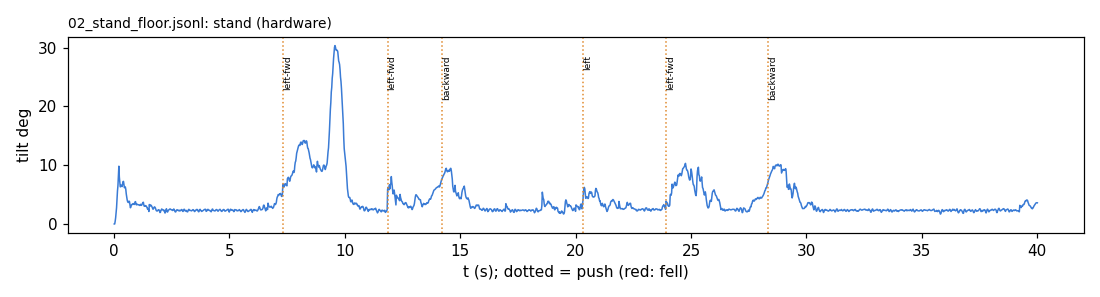 02_stand_floor.jsonl: stand (hardware)
tilt deg
30
20
10
0
left-fwd
left-fwd
backward
left
left-fwd
backward
0 5 10 15 20 25 30 35 40
t (s); dotted = push (red: fell)